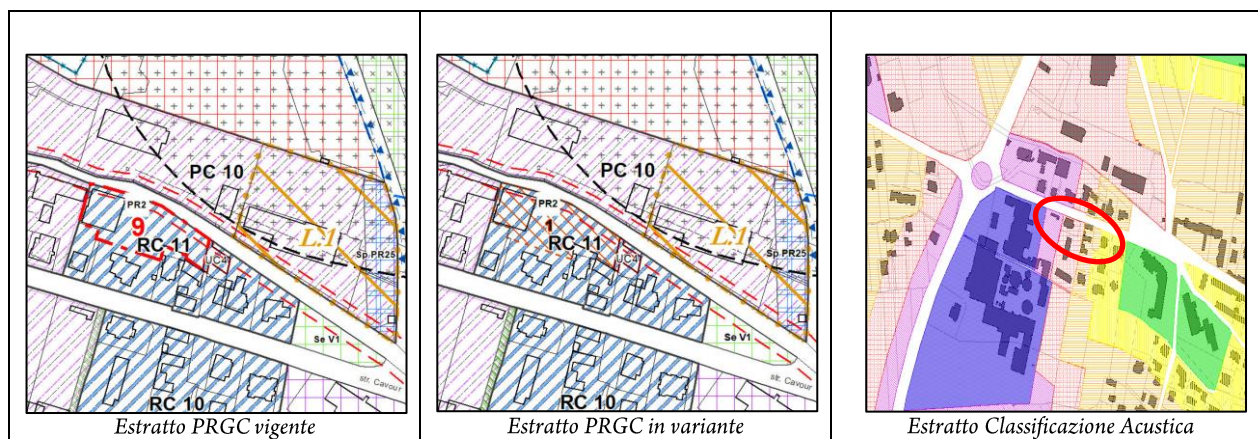 PC 10
PR2
9
RC 11
UC4
L.1
Sp PR25
Se V1
str. Cavour
RC 10
Estratto PRGC vigente
PC 10
PR2
1
RC 11
UC4
L.1
Sp PR25
Se V1
str. Cavour
RC 10
Estratto PRGC in variante
Estratto Classificazione Acustica